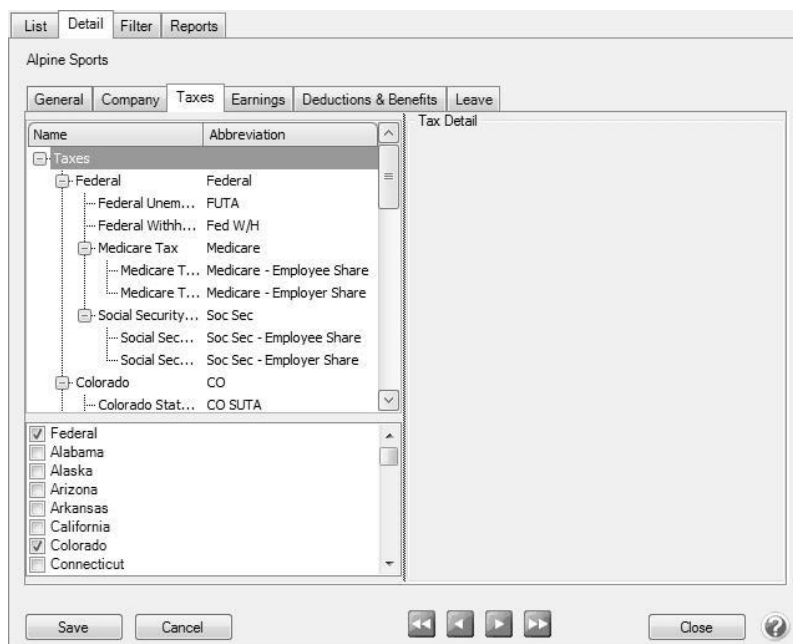 List Detail Filter Reports
Alpine Sports
General Company Taxes Earnings Deductions & Benefits Leave
Tax Detail
Name Abbreviation
Taxes
Federal Federal
Federal Unem... FUTA
Federal Withh... Fed W/H
Medicare Tax Medicare
Medicare T... Medicare - Employee Share
Medicare T... Medicare - Employer Share
Social Security... Soc Sec
Social Sec... Soc Sec - Employee Share
Social Sec... Soc Sec - Employer Share
Colorado CO
Colorado Stat... CO SUTA
Federal
Alabama
Alaska
Arizona
Arkansas
California
Colorado
Connecticut
Save Cancel Close ?